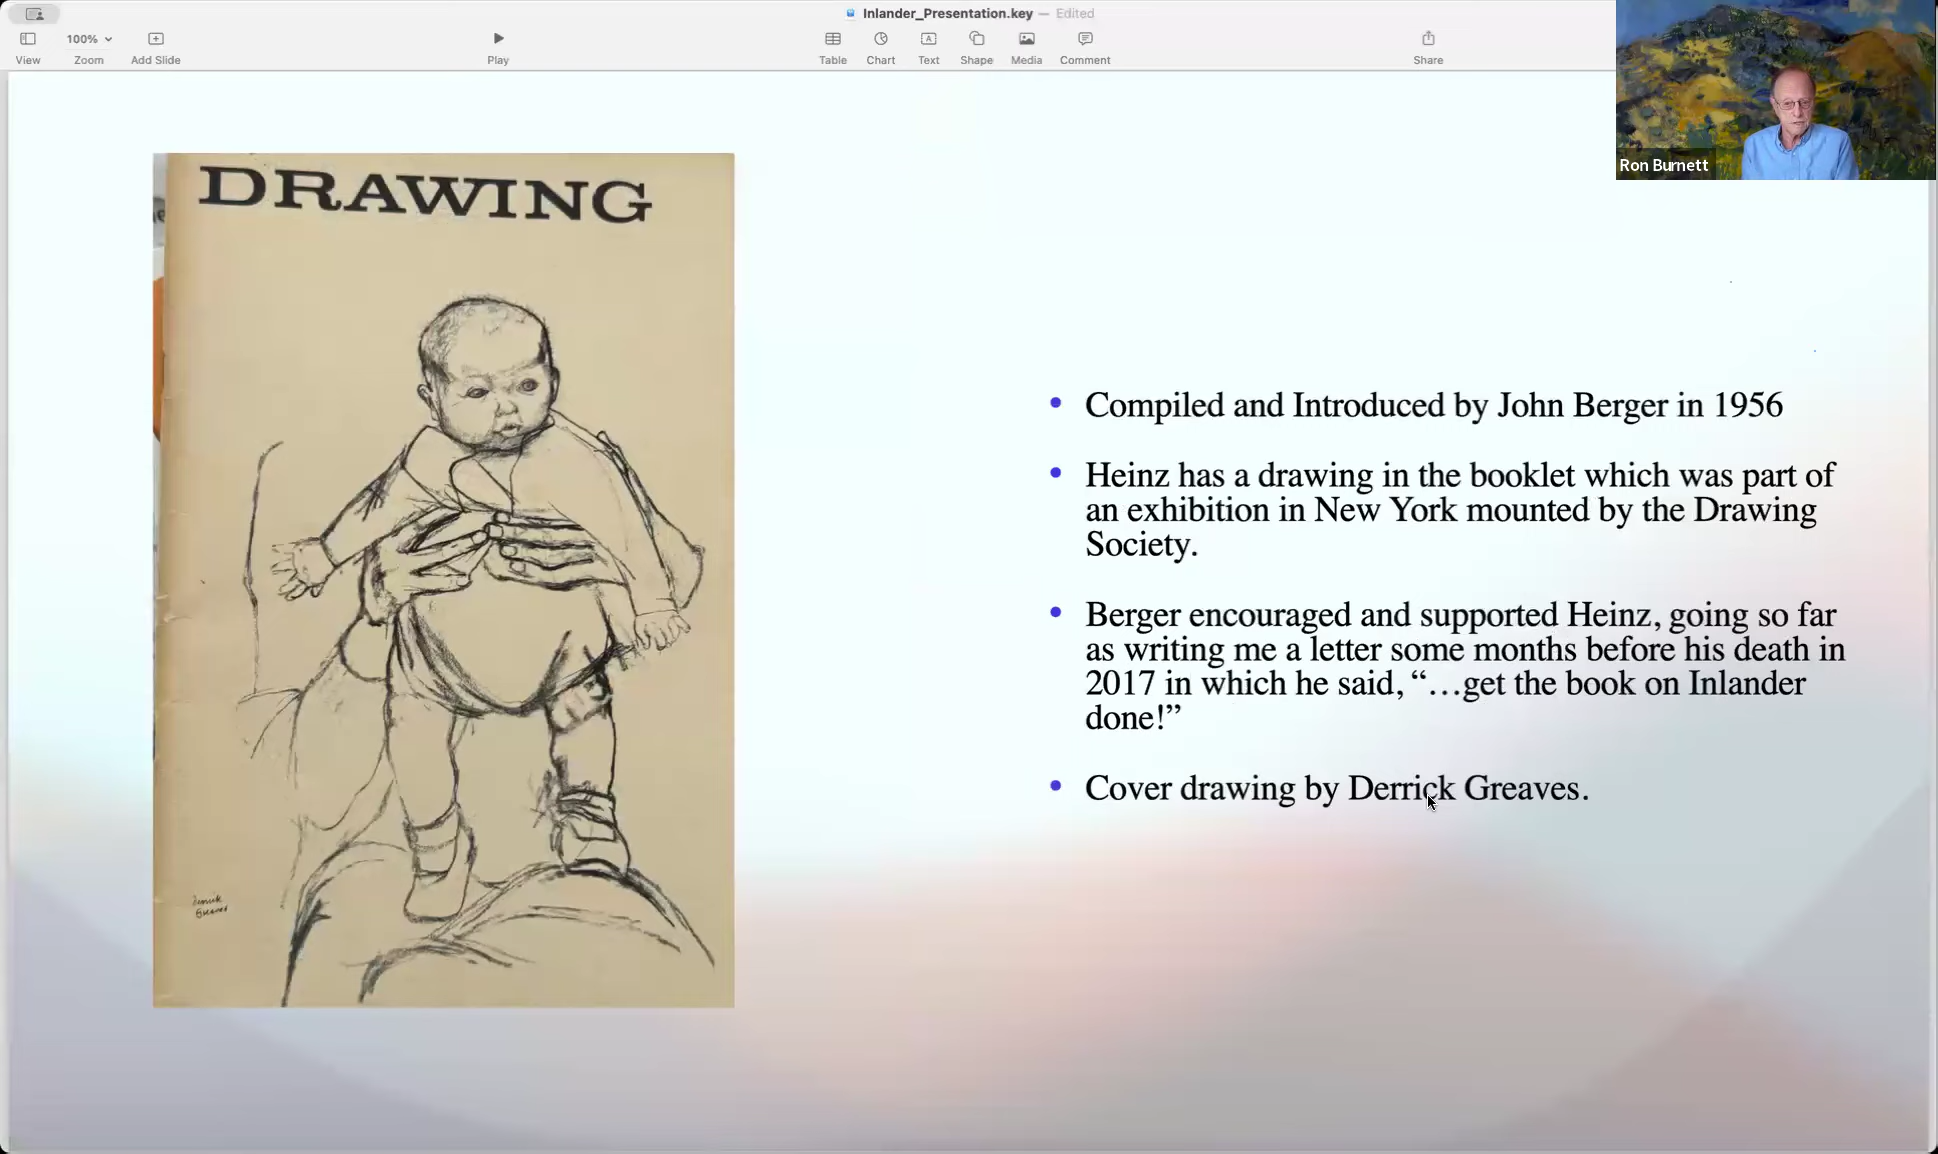 Inlander_Presentation.key — Edited
100%
View
Zoom
Add Slide
Play
Table
Chart
Text
Shape
Media
Comment
Share
Ron Burnett
DRAWING
• Compiled and Introduced by John Berger in 1956
• Heinz has a drawing in the booklet which was part of
an exhibition in New York mounted by the Drawing
Society.
• Berger encouraged and supported Heinz, going so far
as writing me a letter some months before his death in
2017 in which he said, “…get the book on Inlander
done!”
• Cover drawing by Derrick Greaves.
Derrick
Greaves